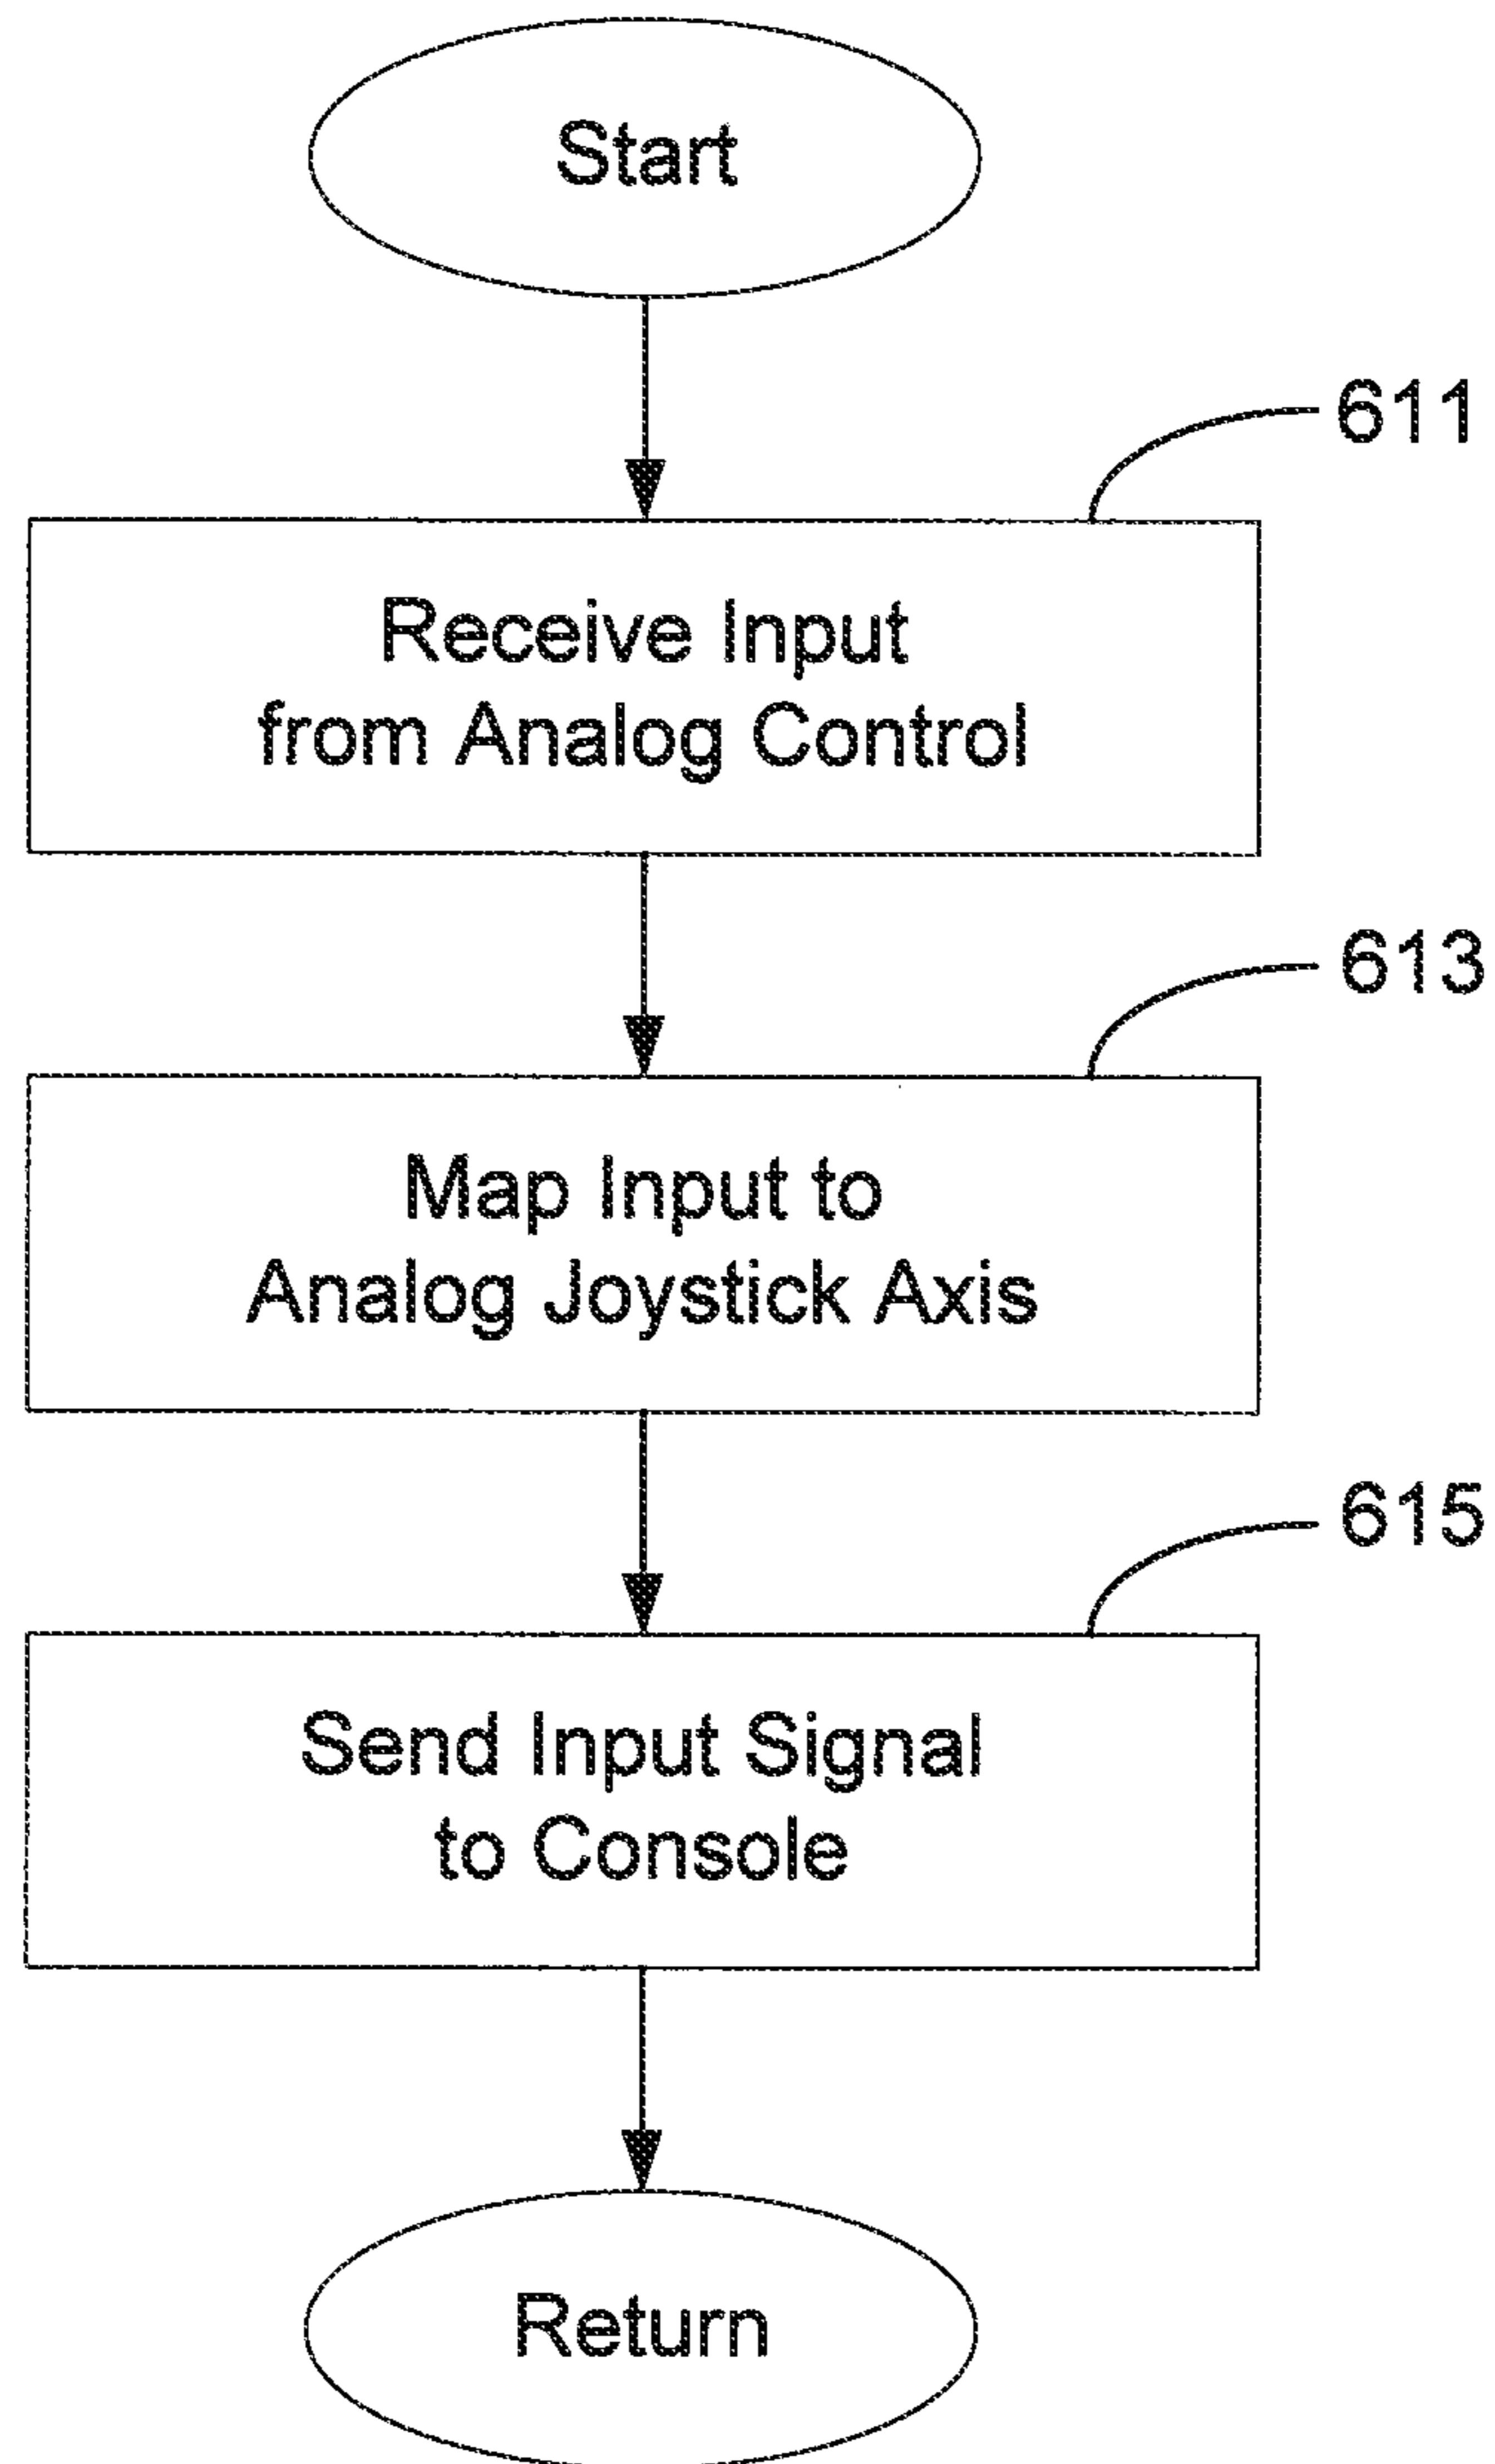 Start
611
Receive Input
from Analog Control
613
Map Input to
Analog Joystick Axis
615
Send Input Signal
to Console
Return